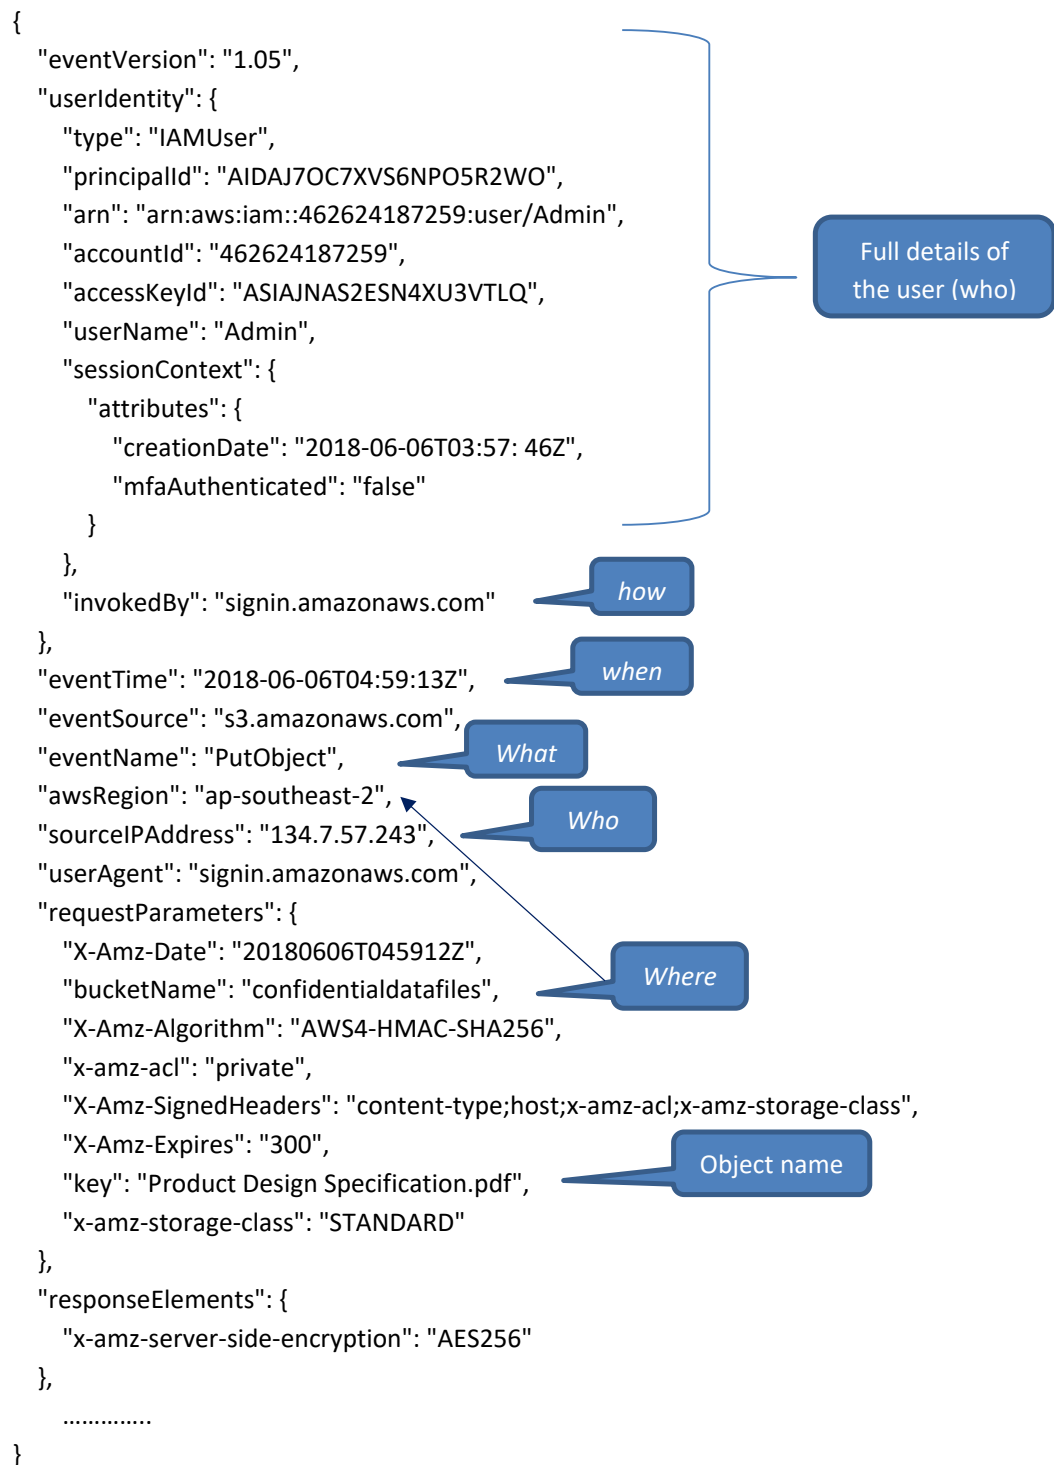 {
"eventVersion": "1.05",
"userIdentity": {
"type": "IAMUser",
"principalId": "AIDAJ7OC7XVS6NPO5R2WO",
"arn": "arn:aws:iam::462624187259:user/Admin",
"accountId": "462624187259",
"accessKeyId": "ASIAJNAS2ESN4XU3VTLQ",
"userName": "Admin",
"sessionContext": {
"attributes": {
"creationDate": "2018-06-06T03:57: 46Z",
"mfaAuthenticated": "false"
}
},
"invokedBy": "signin.amazonaws.com"
},
"eventTime": "2018-06-06T04:59:13Z",
"eventSource": "s3.amazonaws.com",
"eventName": "PutObject",
"awsRegion": "ap-southeast-2",
"sourceIPAddress": "134.7.57.243",
"userAgent": "signin.amazonaws.com",
"requestParameters": {
"X-Amz-Date": "20180606T045912Z",
"bucketName": "confidentialdatafiles",
"X-Amz-Algorithm": "AWS4-HMAC-SHA256",
"x-amz-acl": "private",
"X-Amz-SignedHeaders": "content-type;host;x-amz-acl;x-amz-storage-class",
"X-Amz-Expires": "300",
"key": "Product Design Specification.pdf",
"x-amz-storage-class": "STANDARD"
},
"responseElements": {
"x-amz-server-side-encryption": "AES256"
},
…………..
}
Full details of
the user (who)
how
when
What
Who
Where
Object name